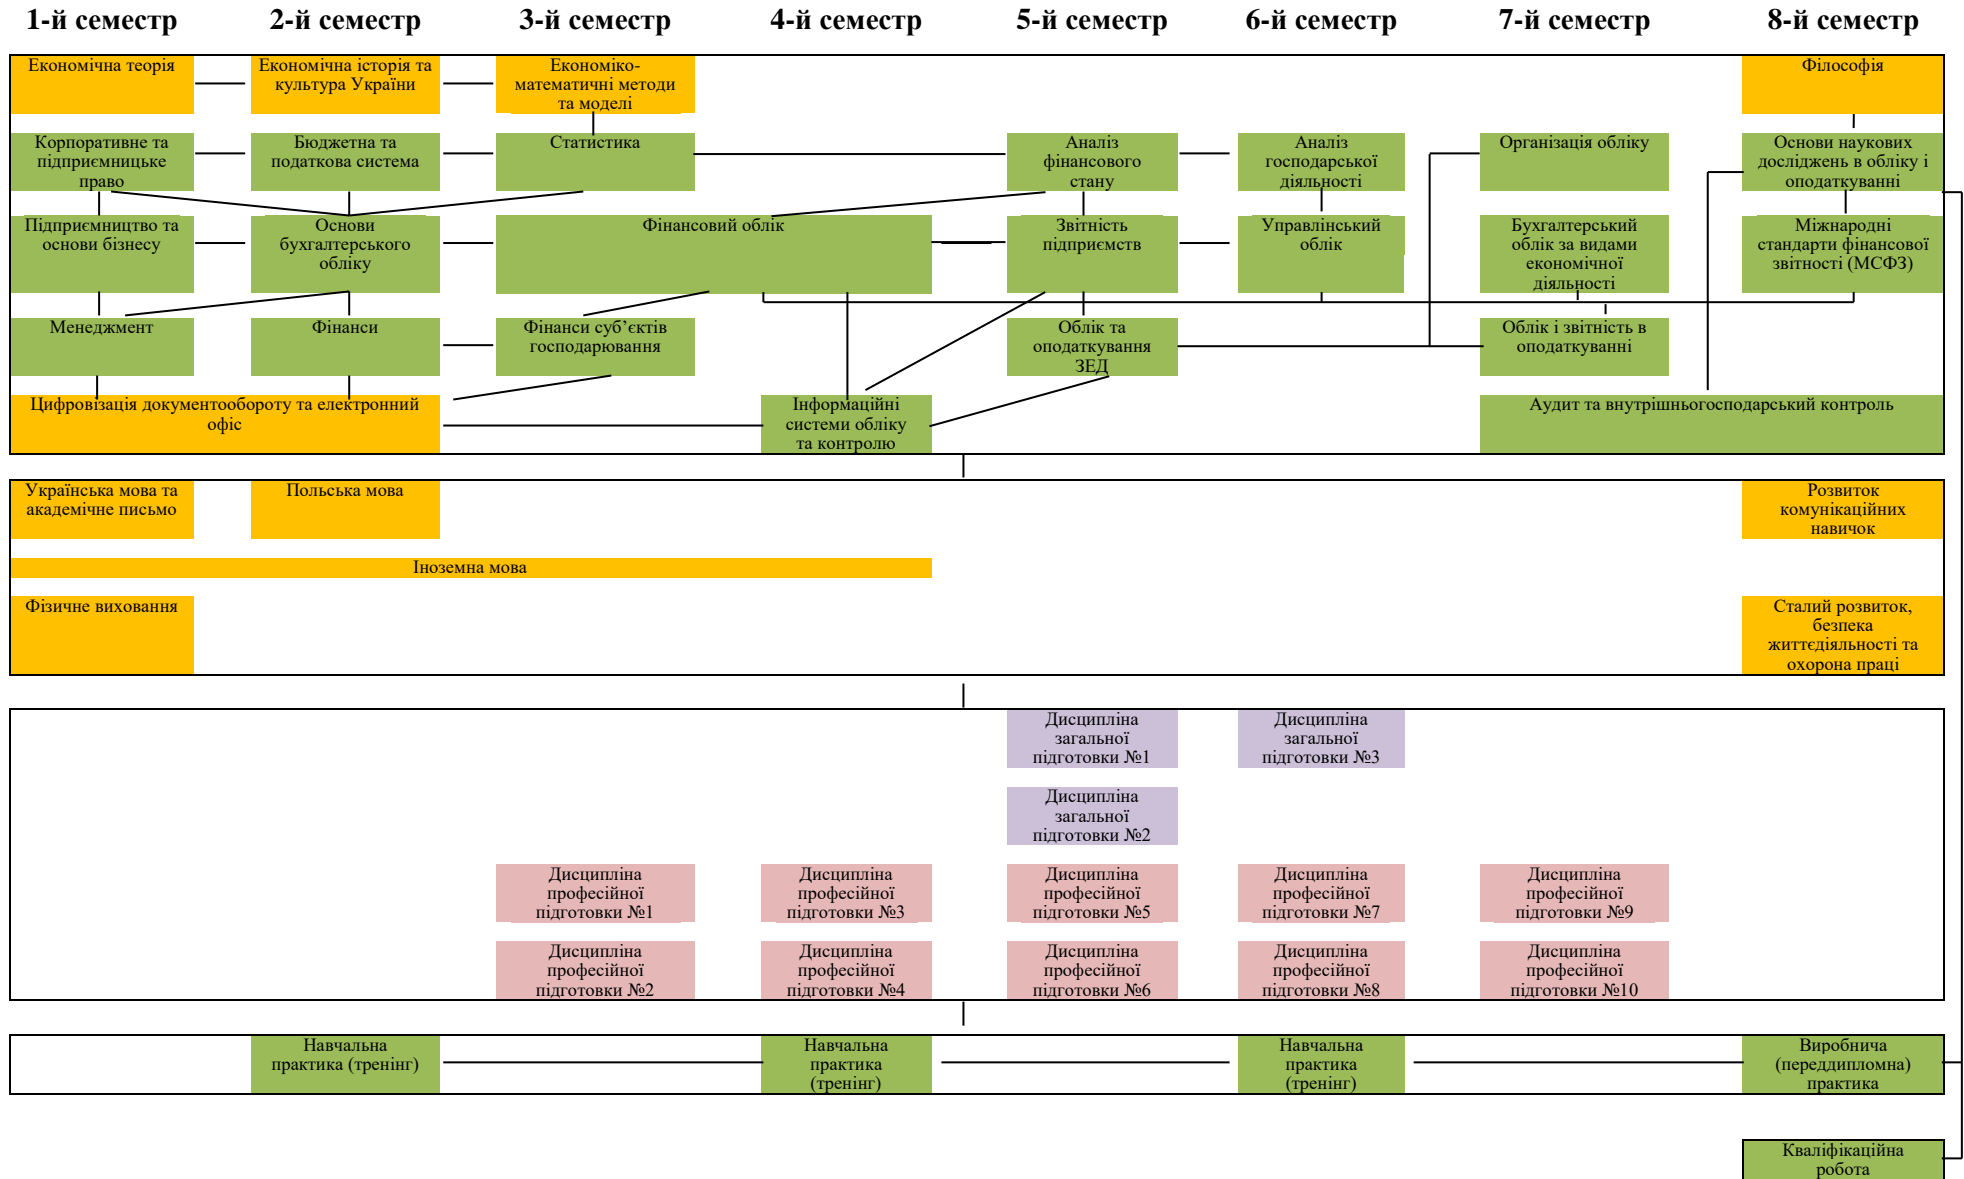 1-й семестр
2-й семестр
3-й семестр
4-й семестр
5-й семестр
6-й семестр
7-й семестр
8-й семестр
Економічна теорія
Економічна історія та
культура України
Економіко-
математичні методи
та моделі
Філософія
Корпоративне та
підприємницьке
право
Бюджетна та
податкова система
Статистика
Аналіз
фінансового
стану
Аналіз
господарської
діяльності
Організація обліку
Основи наукових
досліджень в обліку і
оподаткуванні
Підприємництво та
основи бізнесу
Основи
бухгалтерського
обліку
Фінансовий облік
Звітність
підприємств
Управлінський
облік
Бухгалтерський
облік за видами
економічної
діяльності
Міжнародні
стандарти фінансової
звітності (МСФЗ)
Менеджмент
Фінанси
Фінанси суб’єктів
господарювання
Облік та
оподаткування
ЗЕД
Облік і звітність в
оподаткуванні
Цифровізація документообороту та електронний
офіс
Інформаційні
системи обліку
та контролю
Аудит та внутрішньогосподарський контроль
Українська мова та
академічне письмо
Польська мова
Розвиток
комунікаційних
навичок
Іноземна мова
Фізичне виховання
Сталий розвиток,
безпека
життєдіяльності та
охорона праці
Дисципліна
загальної
підготовки №1
Дисципліна
загальної
підготовки №3
Дисципліна
загальної
підготовки №2
Дисципліна
професійної
підготовки №1
Дисципліна
професійної
підготовки №3
Дисципліна
професійної
підготовки №5
Дисципліна
професійної
підготовки №7
Дисципліна
професійної
підготовки №9
Дисципліна
професійної
підготовки №2
Дисципліна
професійної
підготовки №4
Дисципліна
професійної
підготовки №6
Дисципліна
професійної
підготовки №8
Дисципліна
професійної
підготовки №10
Навчальна
практика (тренінг)
Навчальна
практика
(тренінг)
Навчальна
практика
(тренінг)
Виробнича
(переддипломна)
практика
Кваліфікаційна
робота